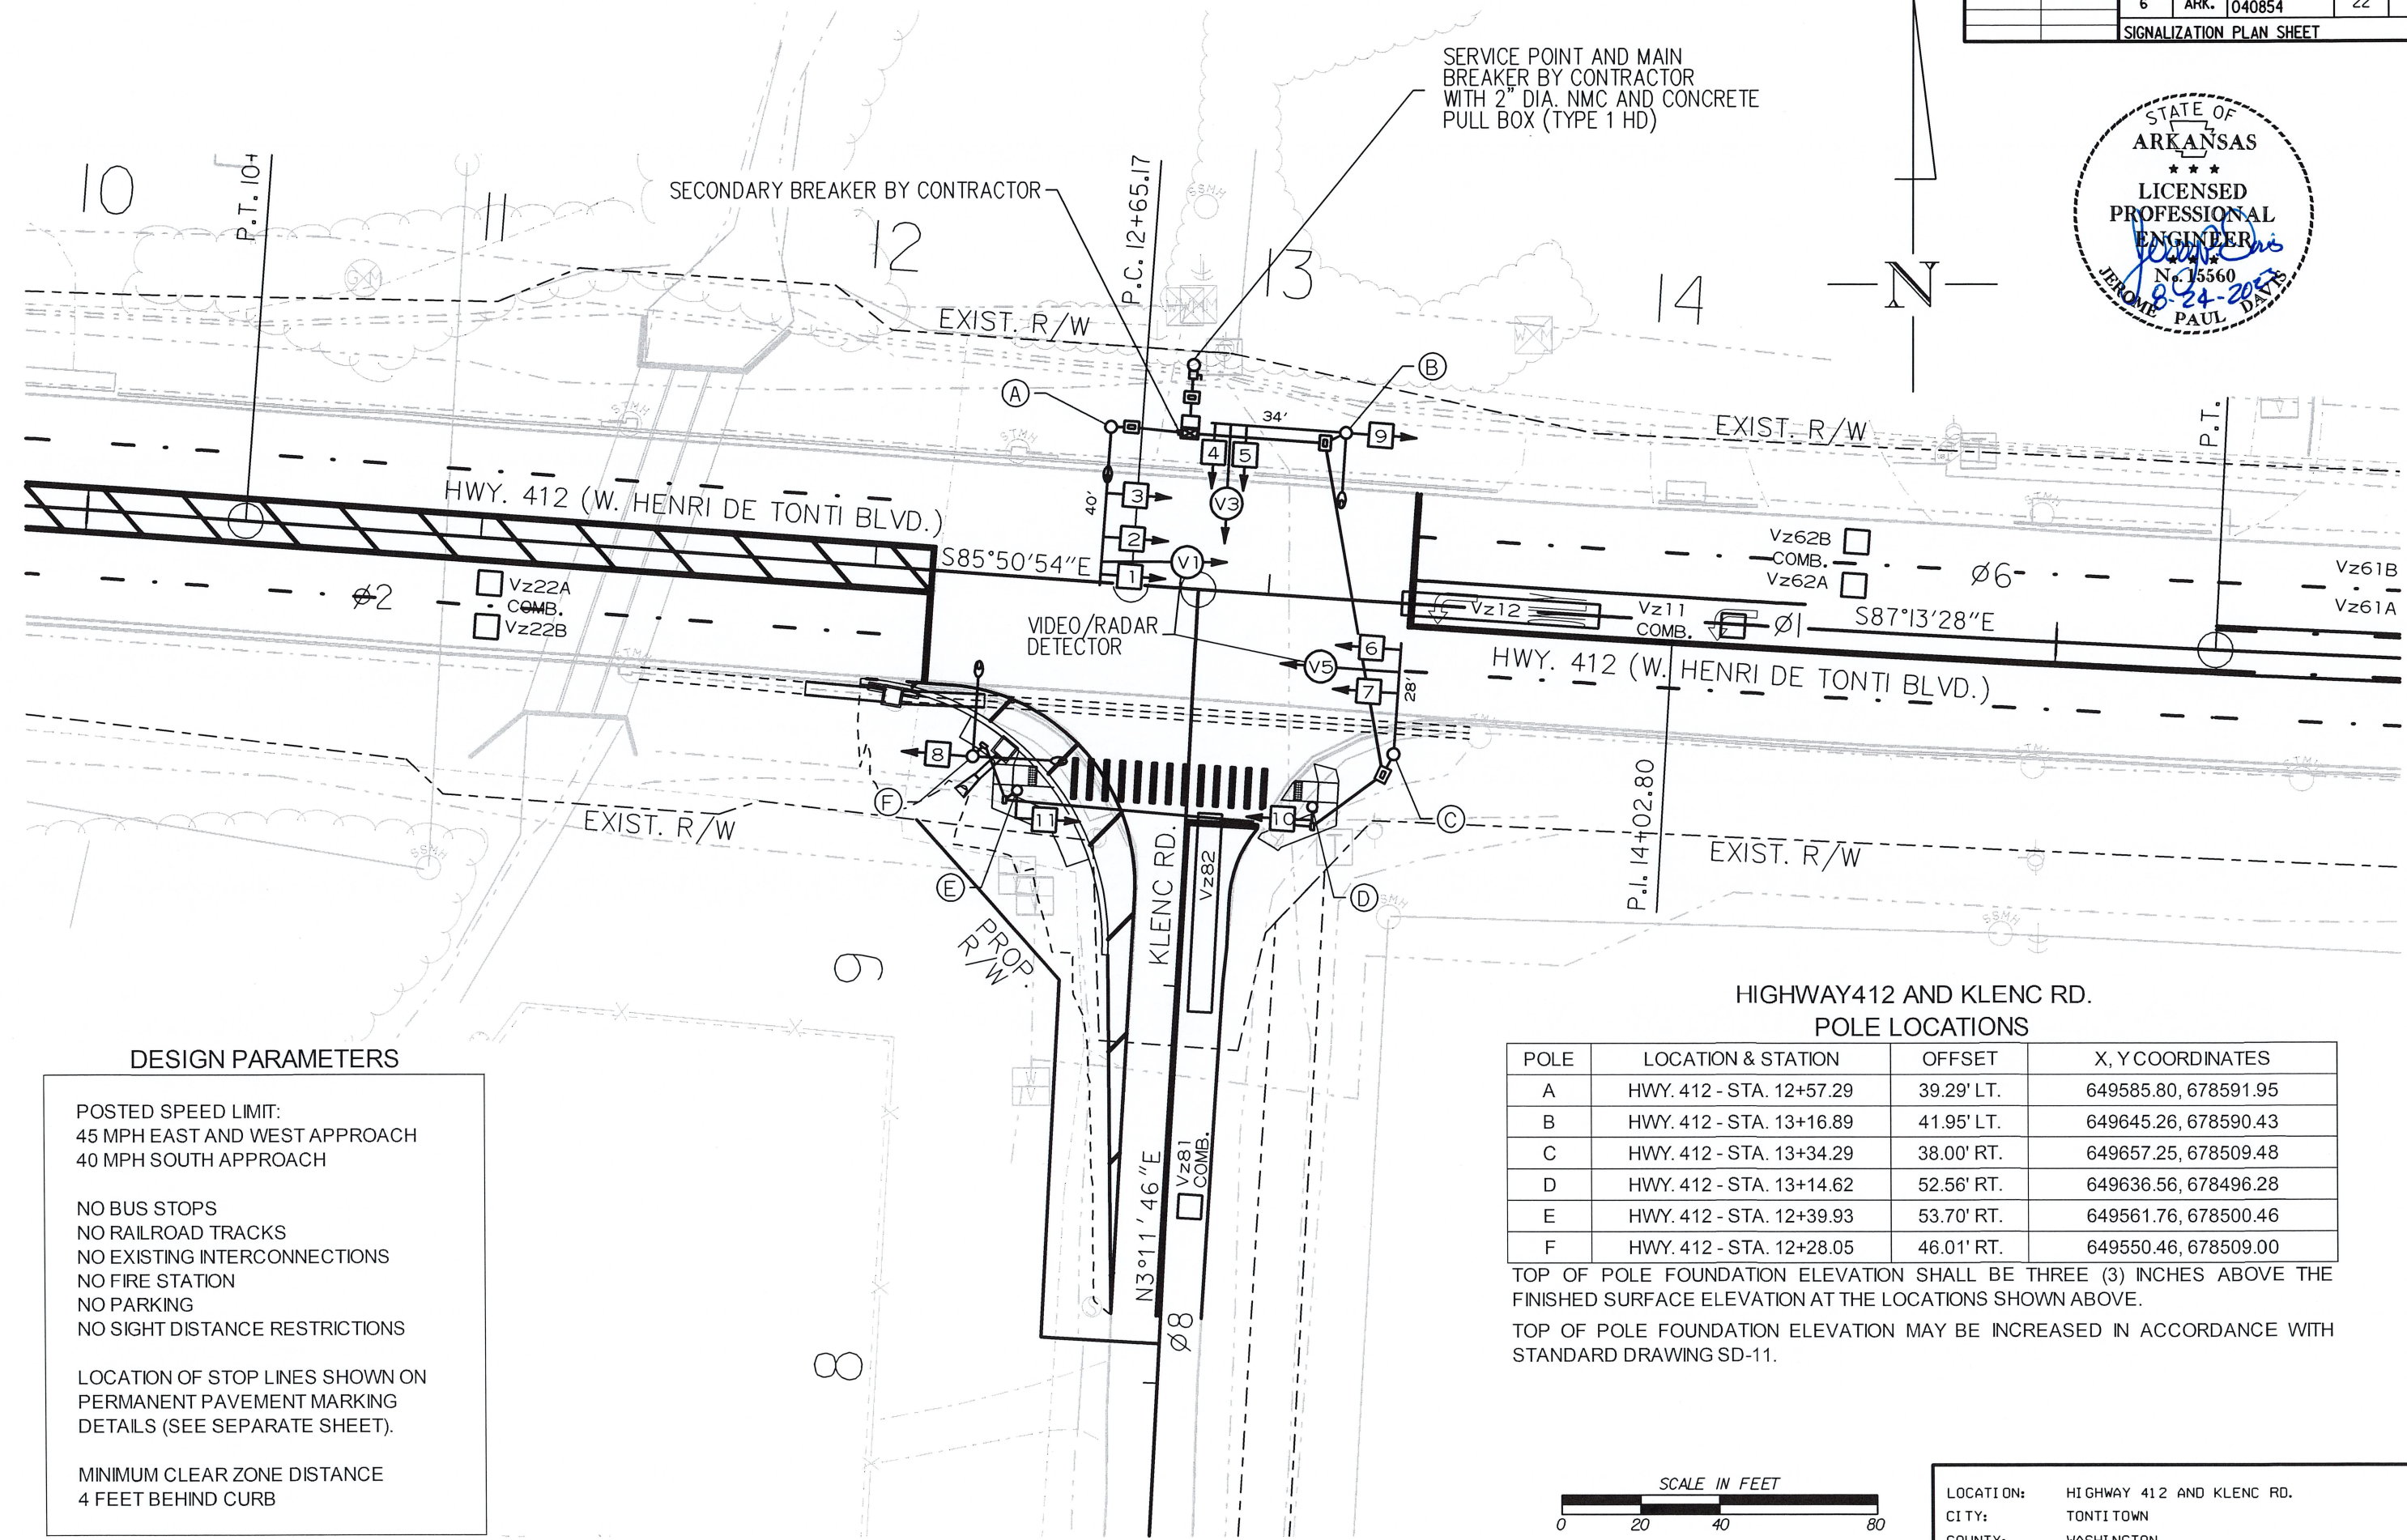 6 ARK. 040854 22
SIGNALIZATION PLAN SHEET
STATE OF
ARKANSAS
★ ★ ★
LICENSED
PROFESSIONAL
ENGINEER
★ ★ ★
No. 15560
JEROME PAUL DAVIS
8-24-2023
SERVICE POINT AND MAIN
BREAKER BY CONTRACTOR
WITH 2" DIA. NMC AND CONCRETE
PULL BOX (TYPE 1 HD)
SECONDARY BREAKER BY CONTRACTOR
10
P.T. 10+
11
12
P.C. 12+65.17
SSMH
13
14
N
GM
WM
EXIST. R/W
W
A
B
34'
9
EXIST. R/W
P.T.
STMH
STMH
4
5
HWY. 412 (W. HENRI DE TONTI BLVD.)
40'
3
V3
2
V1
1
S85°50'54"E
Vz62B
COMB.
Vz62A
Ø6
Vz61B
Vz61A
Ø2
Vz22A
COMB.
Vz22B
Vz12
Vz11
COMB.
Ø1
S87°13'28"E
VIDEO/RADAR
DETECTOR
V5
6
7
28'
HWY. 412 (W. HENRI DE TONTI BLVD.)
STMH
8
F
11
10
C
EXIST. R/W
EXIST. R/W
P.I. 14+02.80
SSMH
E
D
SMH
SSMH
PROP.
R/W
KLENC RD.
Vz82
9
8
N3°11'46"E
Vz81
COMB.
Ø8
DESIGN PARAMETERS
POSTED SPEED LIMIT:
45 MPH EAST AND WEST APPROACH
40 MPH SOUTH APPROACH
NO BUS STOPS
NO RAILROAD TRACKS
NO EXISTING INTERCONNECTIONS
NO FIRE STATION
NO PARKING
NO SIGHT DISTANCE RESTRICTIONS
LOCATION OF STOP LINES SHOWN ON
PERMANENT PAVEMENT MARKING
DETAILS (SEE SEPARATE SHEET).
MINIMUM CLEAR ZONE DISTANCE
4 FEET BEHIND CURB
HIGHWAY412 AND KLENC RD.
POLE LOCATIONS
POLE LOCATION & STATION OFFSET X, Y COORDINATES
A HWY. 412 - STA. 12+57.29 39.29' LT. 649585.80, 678591.95
B HWY. 412 - STA. 13+16.89 41.95' LT. 649645.26, 678590.43
C HWY. 412 - STA. 13+34.29 38.00' RT. 649657.25, 678509.48
D HWY. 412 - STA. 13+14.62 52.56' RT. 649636.56, 678496.28
E HWY. 412 - STA. 12+39.93 53.70' RT. 649561.76, 678500.46
F HWY. 412 - STA. 12+28.05 46.01' RT. 649550.46, 678509.00
TOP OF POLE FOUNDATION ELEVATION SHALL BE THREE (3) INCHES ABOVE THE
FINISHED SURFACE ELEVATION AT THE LOCATIONS SHOWN ABOVE.
TOP OF POLE FOUNDATION ELEVATION MAY BE INCREASED IN ACCORDANCE WITH
STANDARD DRAWING SD-11.
SCALE IN FEET
0 20 40 80
LOCATION: HIGHWAY 412 AND KLENC RD.
CITY: TONTITOWN
COUNTY: WASHINGTON